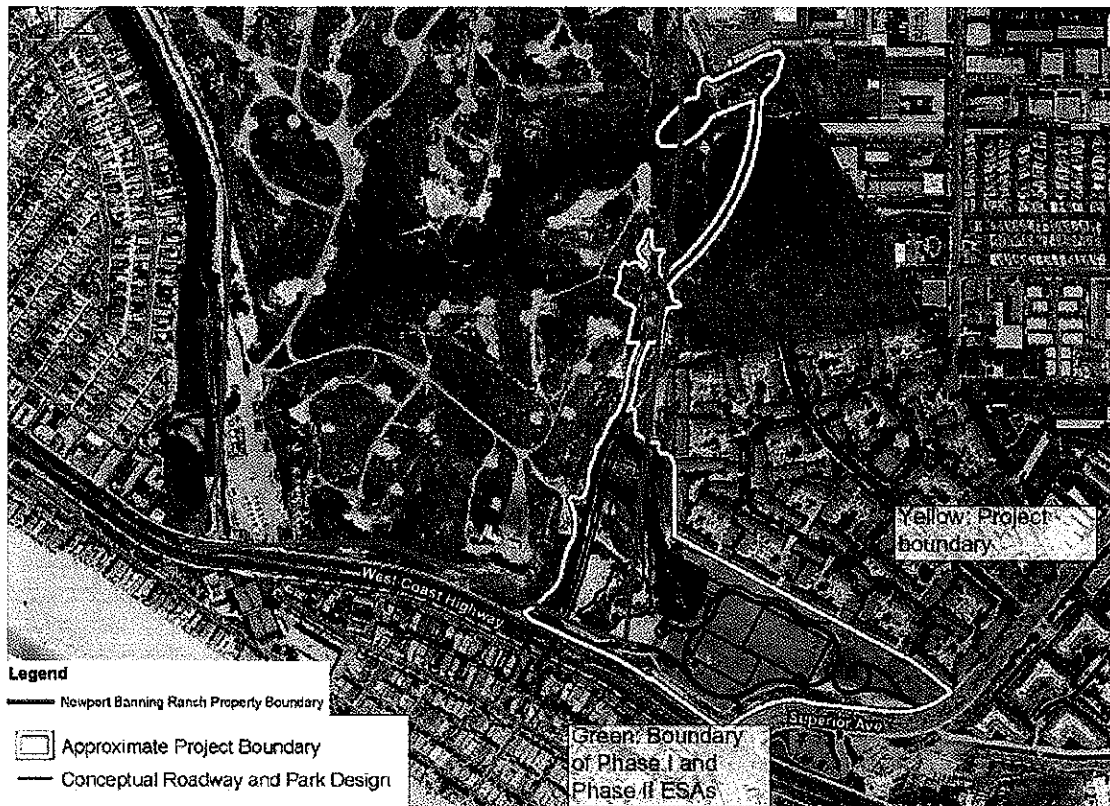 West Coast Highway
Yellow: Project
boundary
Superior Ave
Legend
Newport Banning Ranch Property Boundary
Approximate Project Boundary
Conceptual Roadway and Park Design
Green: Boundary
of Phase I and
Phase II ESAs